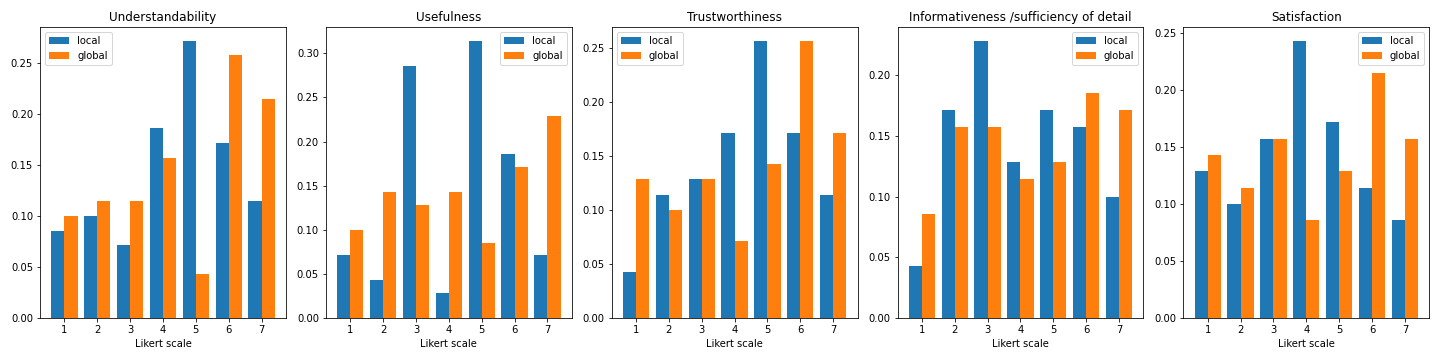 Understandability
local
global
0.25
0.20
0.15
0.10
0.05
0.00
1 2 3 4 5 6 7
Likert scale
Usefulness
local
global
0.30
0.25
0.20
0.15
0.10
0.05
0.00
1 2 3 4 5 6 7
Likert scale
Trustworthiness
local
global
0.25
0.20
0.15
0.10
0.05
0.00
1 2 3 4 5 6 7
Likert scale
Informativeness /sufficiency of detail
local
global
0.20
0.15
0.10
0.05
0.00
1 2 3 4 5 6 7
Likert scale
Satisfaction
local
global
0.25
0.20
0.15
0.10
0.05
0.00
1 2 3 4 5 6 7
Likert scale